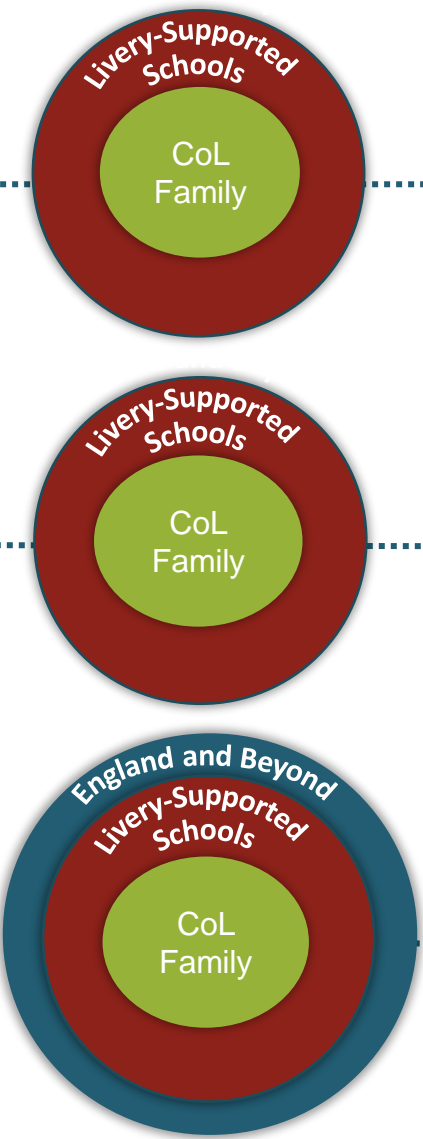 Livery-Supported
Schools
CoL
Family
Livery-Supported
Schools
CoL
Family
England and Beyond
Livery-Supported
Schools
CoL
Family